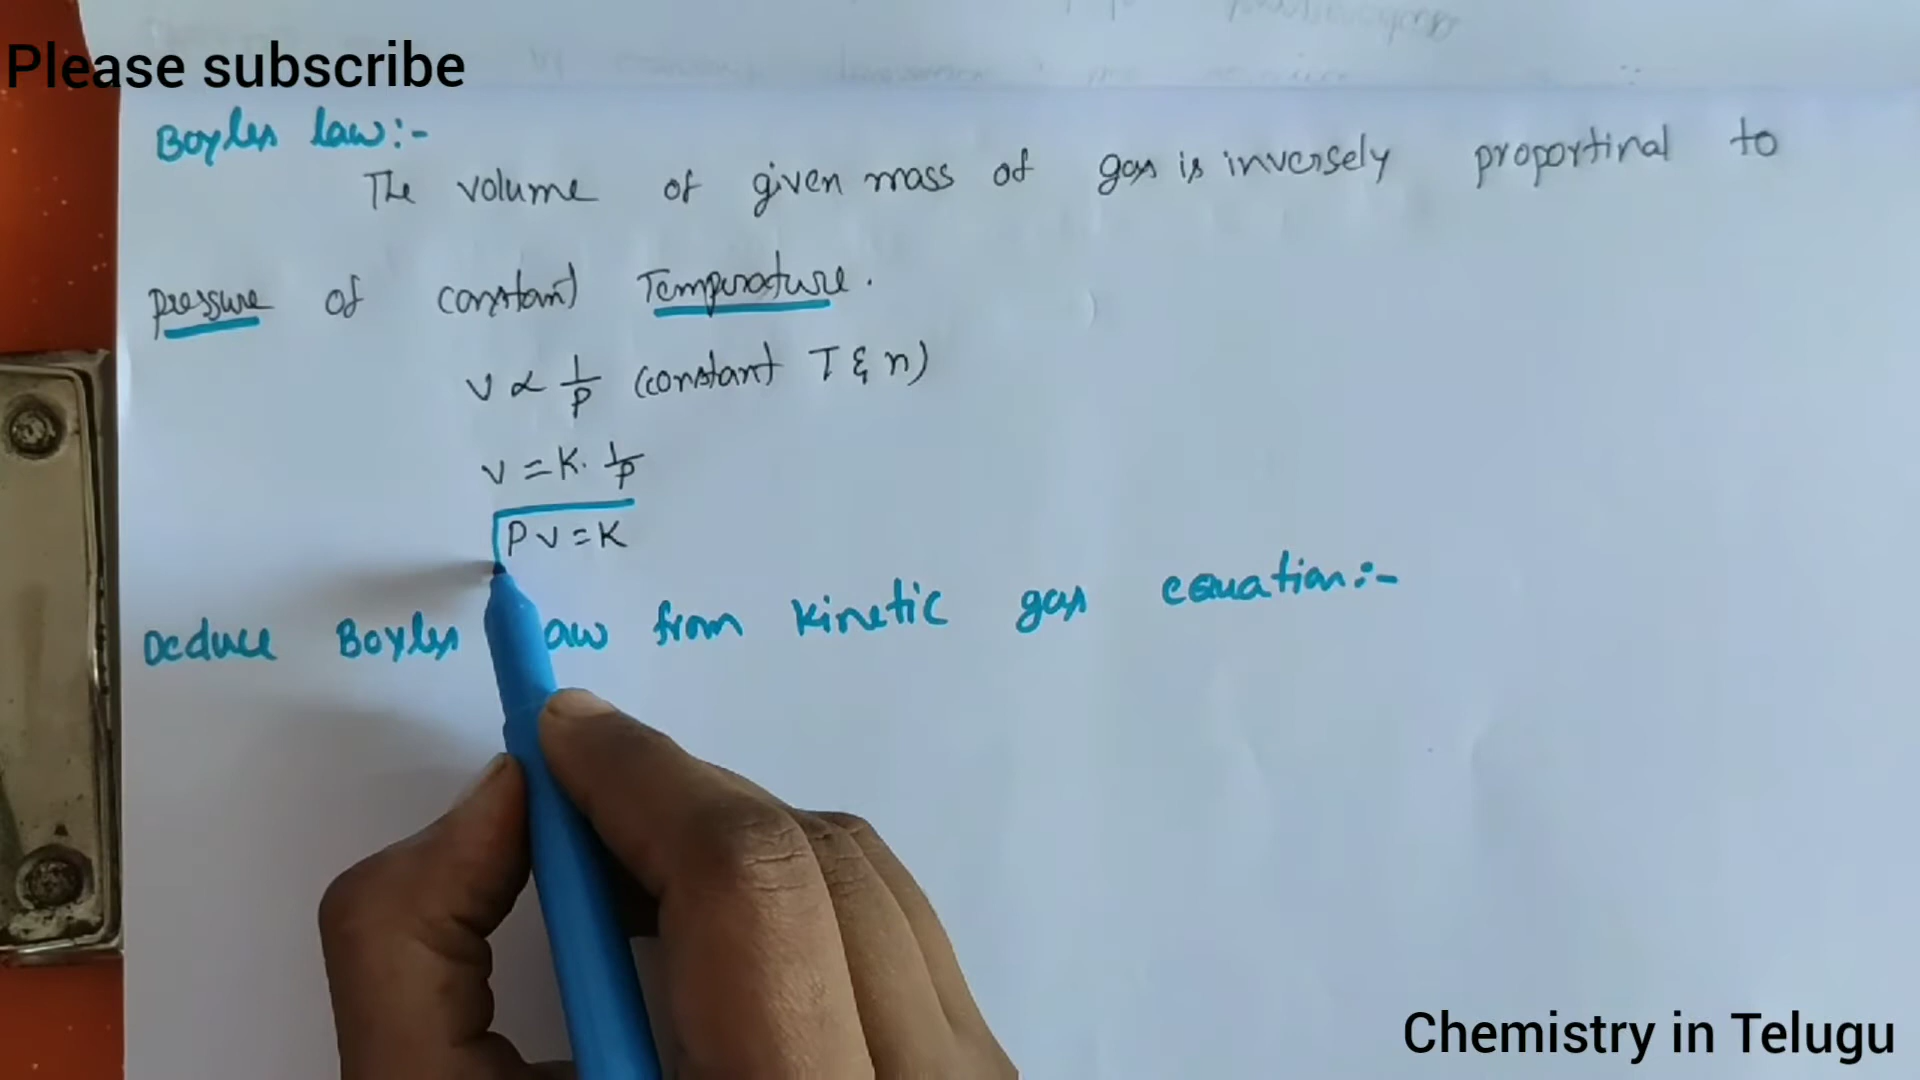 Please subscribe
Boyles law:-
The volume of given mass of gas is inversely proportinal to
pressure of constant Temperature.
V ∝ 1/P (constant T & n)
V = K. 1/P
PV = K
Deduce Boyles law from kinetic gas equation:-
Chemistry in Telugu